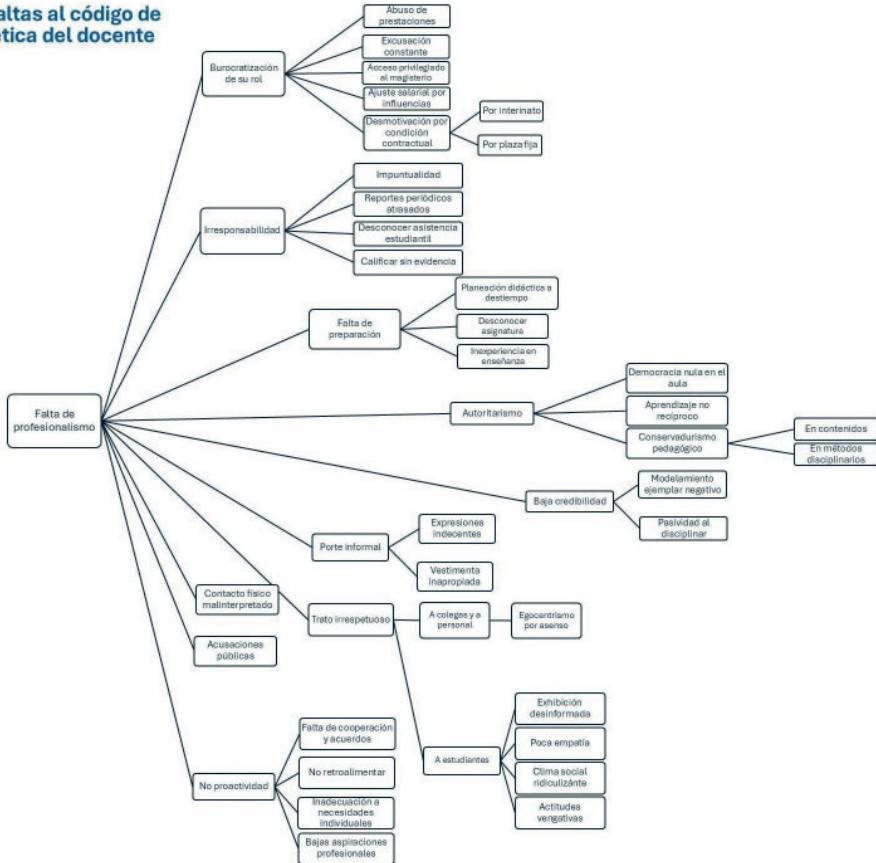 altas al código de
ética del docente
Abuso de
prestaciones
Excusación
constante
Burocratización
de su rol
Acceso privilegiado
al magisterio
Ajuste salarial por
influencias
Desmotivación por
condición
contractual
Por interinato
Por plaza fija
Impuntualidad
Reportes periódicos
atrasados
Irresponsabilidad
Desconocer asistencia
estudiantil
Calificar sin evidencia
Planeación didáctica a
destiempo
Falta de
preparación
Desconocer
asignatura
Inexperiencia en
enseñanza
Democracia nula en el
aula
Falta de
profesionalismo
Autoritarismo
Aprendizaje no
recíproco
Conservadurismo
pedagógico
En contenidos
En métodos
disciplinarios
Modelamiento
ejemplar negativo
Baja credibilidad
Pasividad al
disciplinar
Expresiones
indecentes
Porte informal
Vestimenta
inapropiada
Contacto físico
malinterpretado
Trato irrespetuoso
A colegas y a
personal
Egocentrismo
por asenso
Acusaciones
públicas
Exhibición
desinformada
Falta de cooperación
y acuerdos
Poca empatía
A estudiantes
No retroalimentar
Clima social
ridiculizánte
No proactividad
Inadecuación a
necesidades
individuales
Actitudes
vengativas
Bajas aspiraciones
profesionales